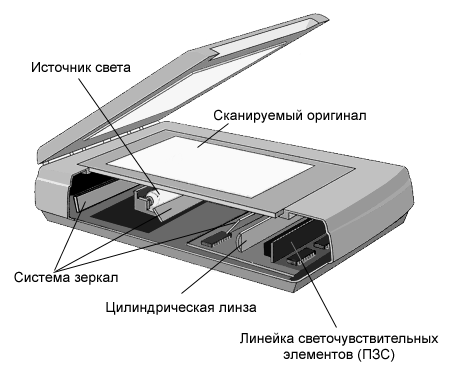 Источник света
Сканируемый оригинал
Система зеркал
Цилиндрическая линза
Линейка светочувствительных
элементов (ПЗС)